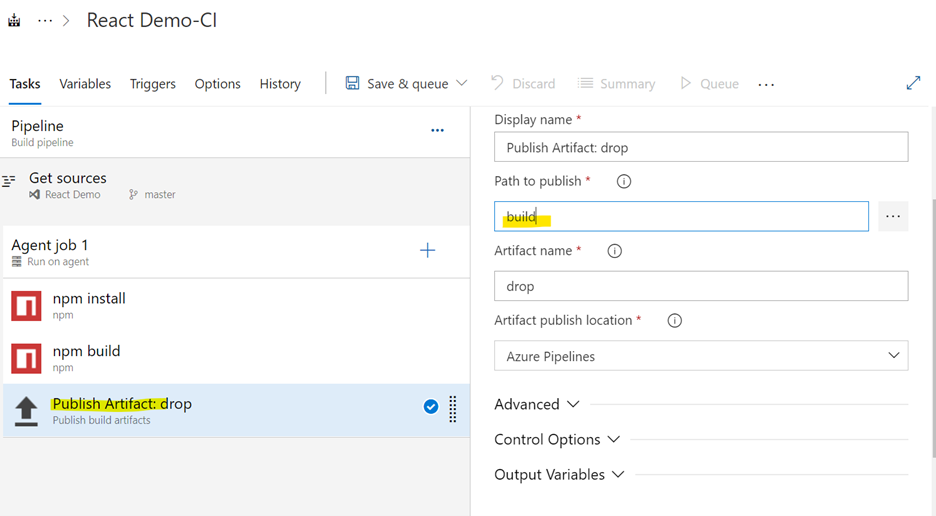 ··· > React Demo-CI
Tasks Variables Triggers Options History Save & queue Discard Summary Queue ···
Pipeline
Build pipeline
···
Get sources
React Demo master
Agent job 1
Run on agent
+
npm install
npm
npm build
npm
Publish Artifact: drop
Publish build artifacts
Display name *
Publish Artifact: drop
Path to publish *
build
···
Artifact name *
drop
Artifact publish location *
Azure Pipelines
Advanced
Control Options
Output Variables